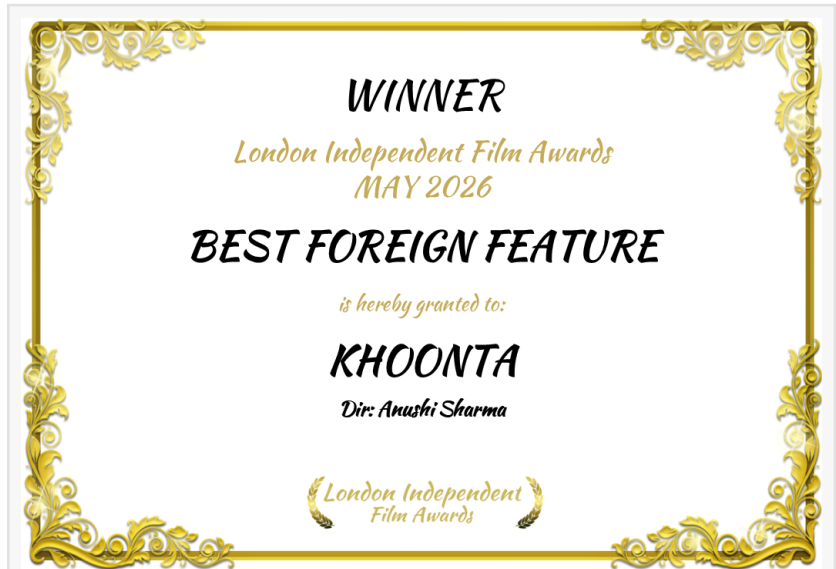 WINNER
London Independent Film Awards
MAY 2026
BEST FOREIGN FEATURE
is hereby granted to:
KHOONTA
Dir: Anushi Sharma
London Independent
Film Awards